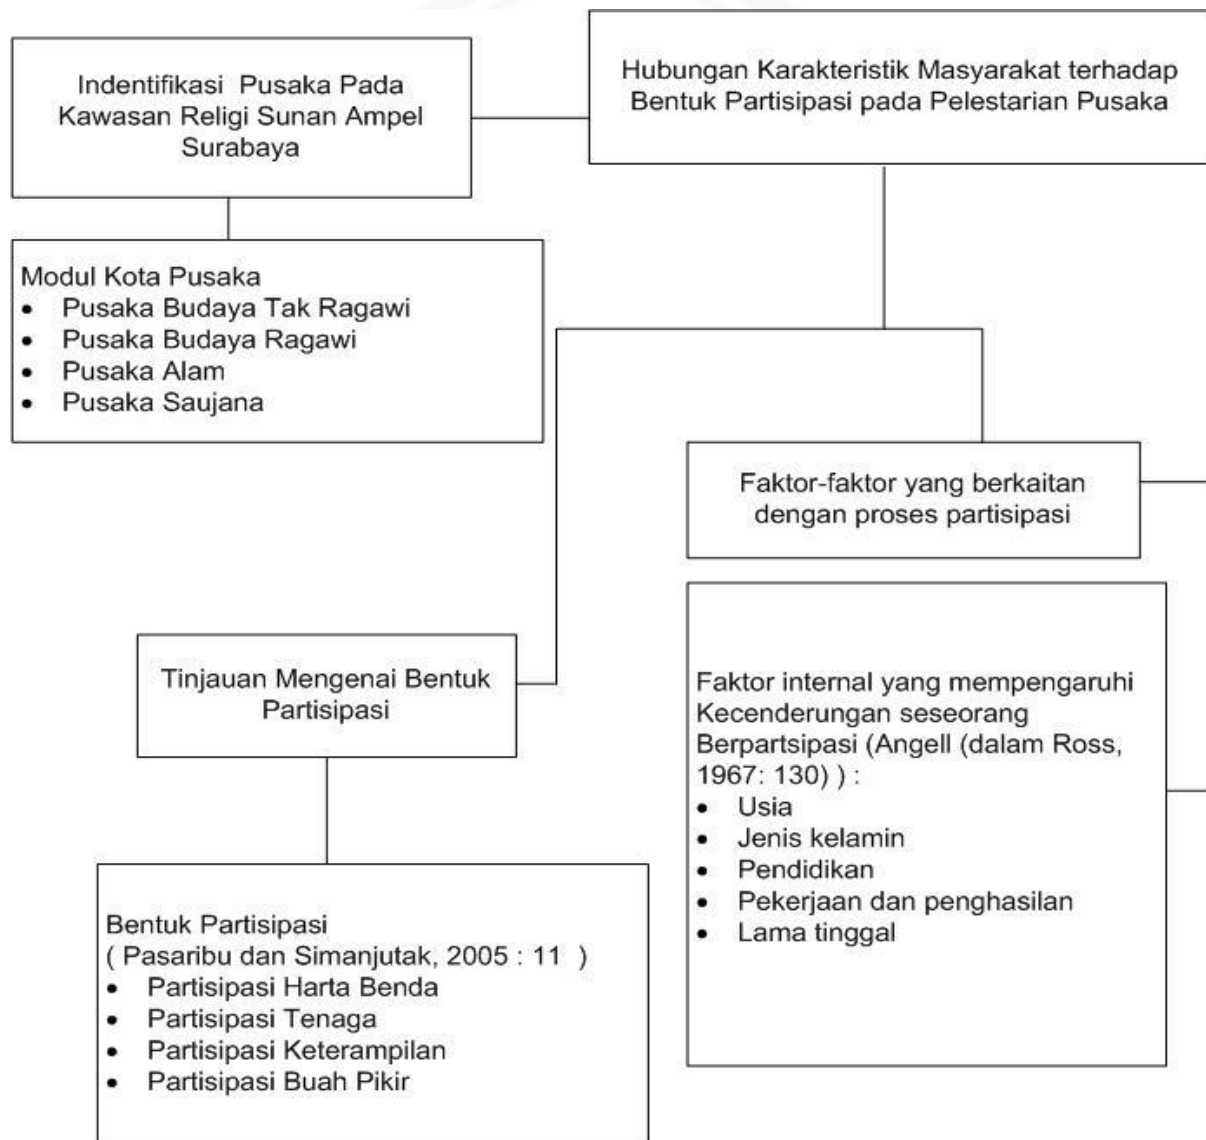 Indentifikasi Pusaka Pada
Kawasan Religi Sunan Ampel
Surabaya
Hubungan Karakteristik Masyarakat terhadap
Bentuk Partisipasi pada Pelestarian Pusaka
Modul Kota Pusaka
• Pusaka Budaya Tak Ragawi
• Pusaka Budaya Ragawi
• Pusaka Alam
• Pusaka Saujana
Faktor-faktor yang berkaitan
dengan proses partisipasi
Tinjauan Mengenai Bentuk
Partisipasi
Faktor internal yang mempengaruhi
Kecenderungan seseorang
Berpartsipasi (Angell (dalam Ross,
1967: 130) ) :
• Usia
• Jenis kelamin
• Pendidikan
• Pekerjaan dan penghasilan
• Lama tinggal
Bentuk Partisipasi
( Pasaribu dan Simanjutak, 2005 : 11 )
• Partisipasi Harta Benda
• Partisipasi Tenaga
• Partisipasi Keterampilan
• Partisipasi Buah Pikir